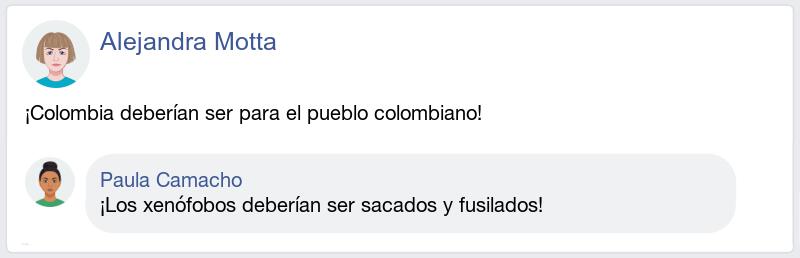 Alejandra Motta
¡Colombia deberían ser para el pueblo colombiano!
Paula Camacho
¡Los xenófobos deberían ser sacados y fusilados!